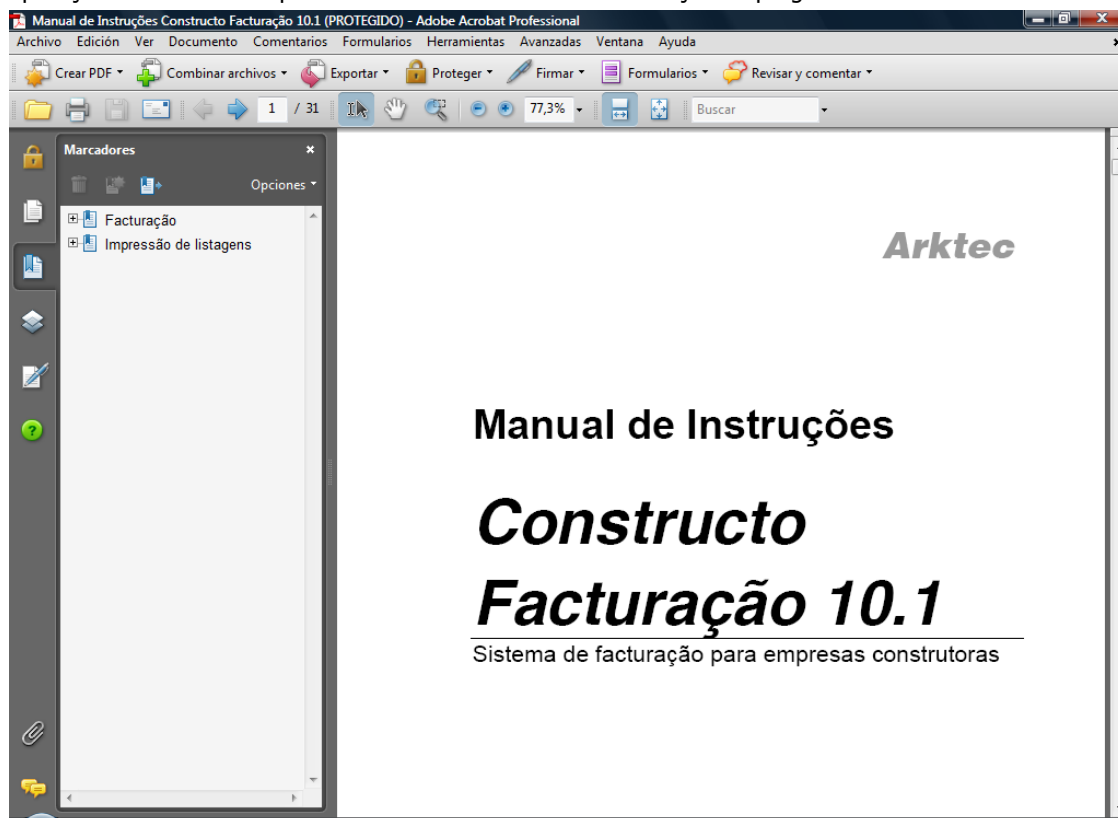 Manual de Instruções Constructo Facturação 10.1 (PROTEGIDO) - Adobe Acrobat Professional
Archivo Edición Ver Documento Comentarios Formularios Herramientas Avanzadas Ventana Ayuda
Crear PDF Combinar archivos Exportar Proteger Firmar Formularios Revisar y comentar
1 / 31 77,3% Buscar
Marcadores
Opciones
Facturação
Impressão de listagens
Arktec
Manual de Instruções
Constructo
Facturação 10.1
Sistema de facturação para empresas construtoras